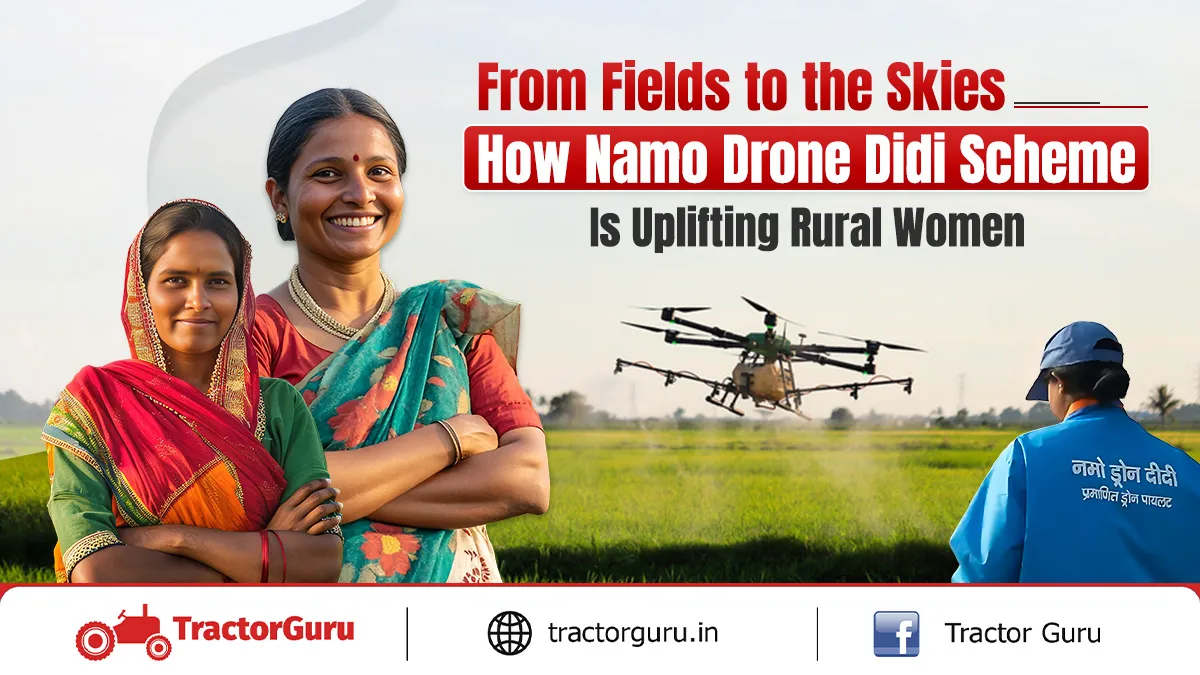 From Fields to the Skies
How Namo Drone Didi Scheme
Is Uplifting Rural Women
नमो ड्रोन दीदी
प्रमाणित ड्रोन पायलट
TractorGuru
tractorguru.in
f
Tractor Guru